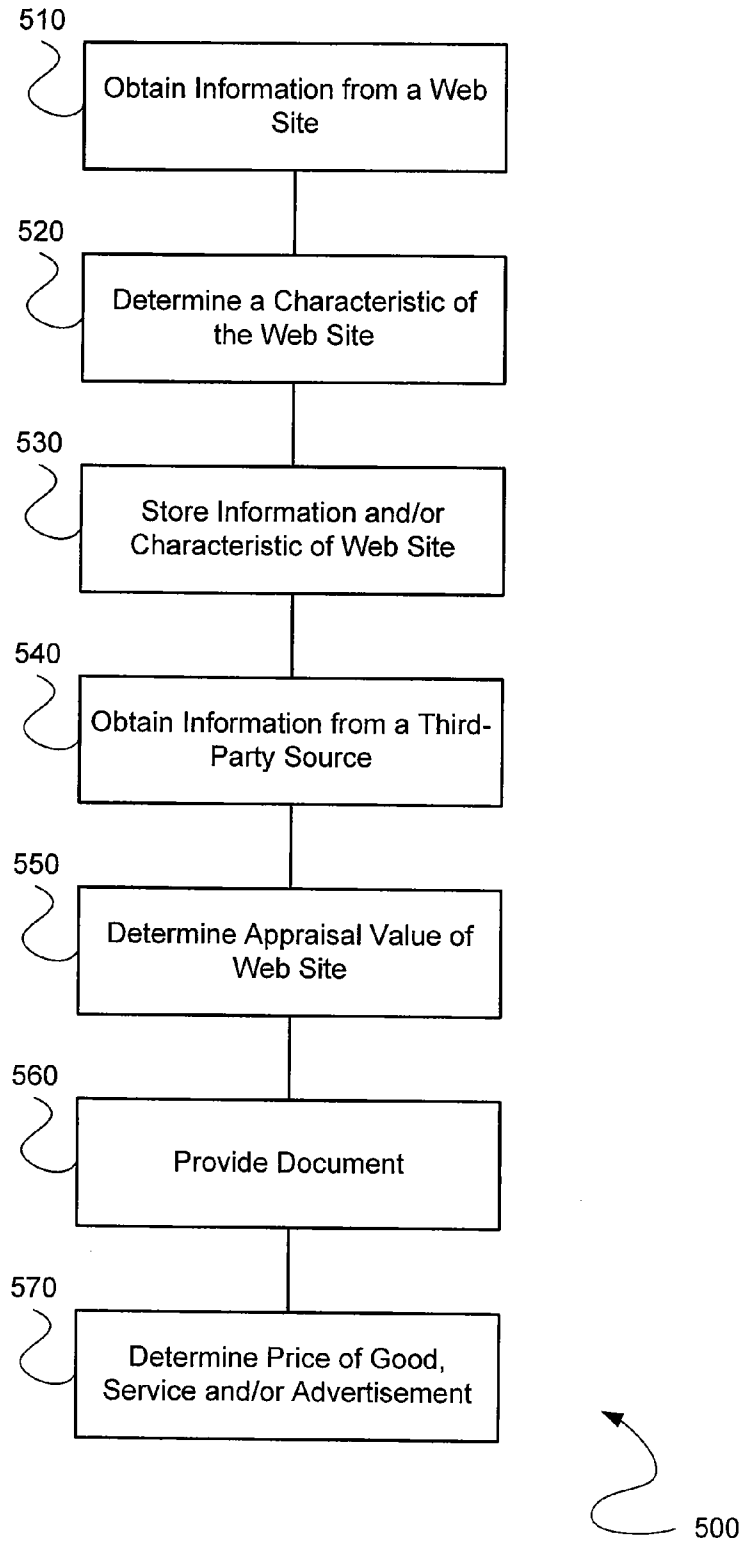 510
Obtain Information from a Web
Site
520
Determine a Characteristic of
the Web Site
530
Store Information and/or
Characteristic of Web Site
540
Obtain Information from a Third-
Party Source
550
Determine Appraisal Value of
Web Site
560
Provide Document
570
Determine Price of Good,
Service and/or Advertisement
500